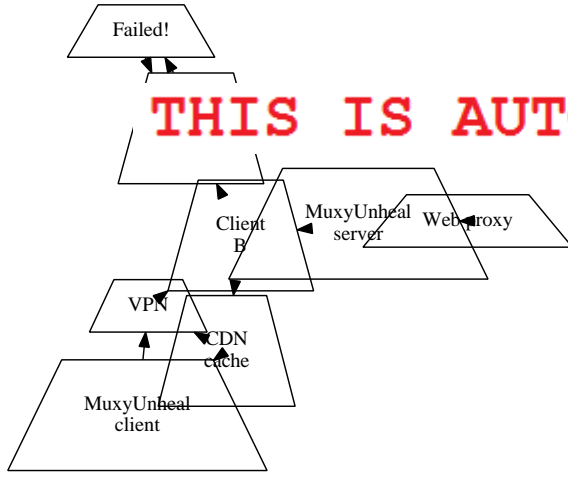 Failed!
THIS IS AUT
Client
B
MuxyUnheal
server
Web proxy
VPN
CDN
cache
MuxyUnheal
client